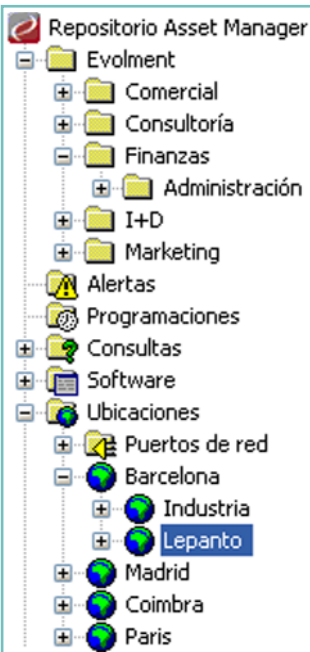 Repositorio Asset Manager
Evolment
Comercial
Consultoría
Finanzas
Administración
I+D
Marketing
Alertas
Programaciones
Consultas
Software
Ubicaciones
Puertos de red
Barcelona
Industria
Lepanto
Madrid
Coimbra
Paris